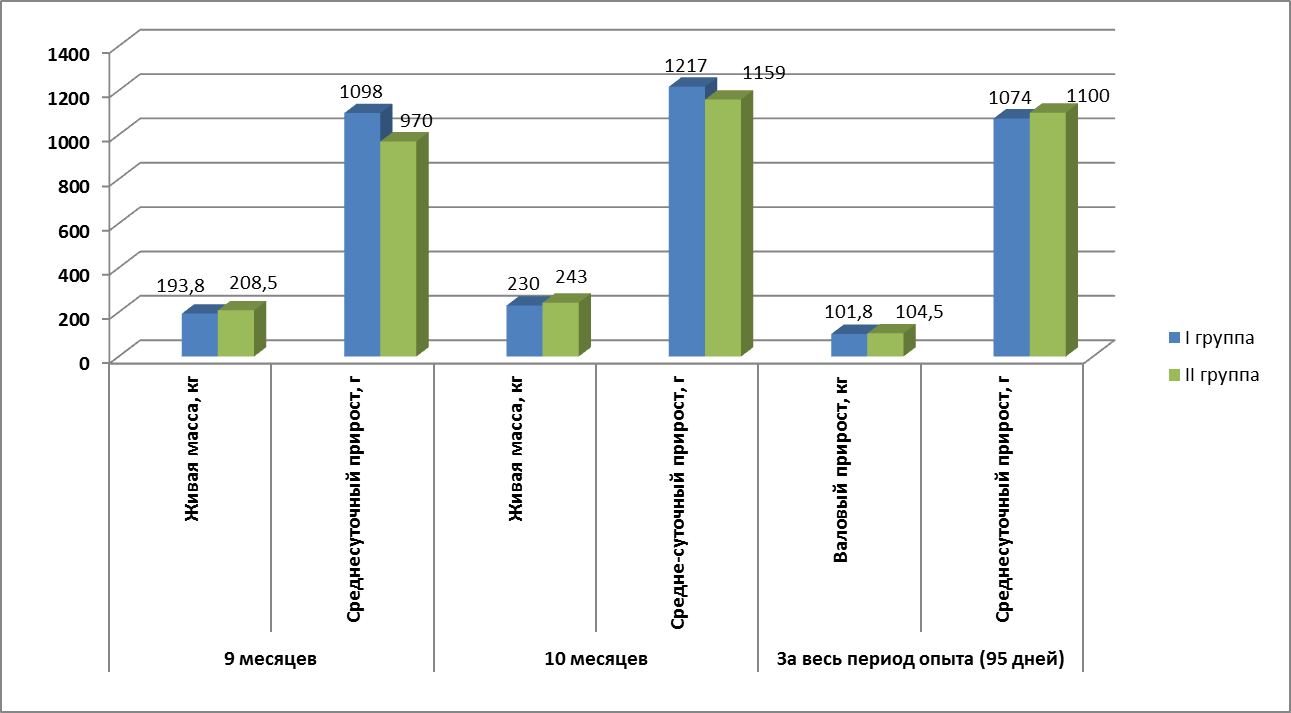 1400
1200
1000
800
600
400
200
0
193,8
208,5
1098
970
230
243
1217
1159
101,8
104,5
1074
1100
Живая масса, кг
Среднесуточный прирост, г
Живая масса, кг
Средне-суточный прирост, г
Валовый прирост, кг
Среднесуточный прирост, г
9 месяцев
10 месяцев
За весь период опыта (95 дней)
I группа
II группа